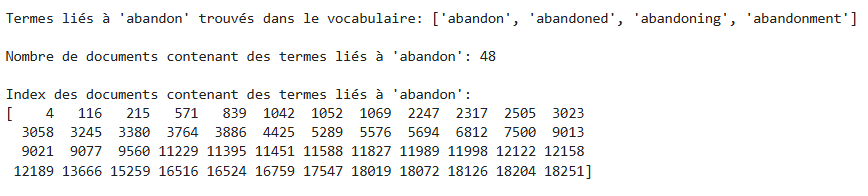 Termes liés à 'abandon' trouvés dans le vocabulaire: ['abandon', 'abandoned', 'abandoning', 'abandonment']
Nombre de documents contenant des termes liés à 'abandon': 48
Index des documents contenant des termes liés à 'abandon':
[    4   116   215   571   839  1042  1052  1069  2247  2317  2505  3023
  3058  3245  3380  3764  3886  4425  5289  5576  5694  6812  7500  9013
  9021  9077  9560 11229 11395 11451 11588 11827 11989 11998 12122 12158
 12189 13666 15259 16516 16524 16759 17547 18019 18072 18126 18204 18251]